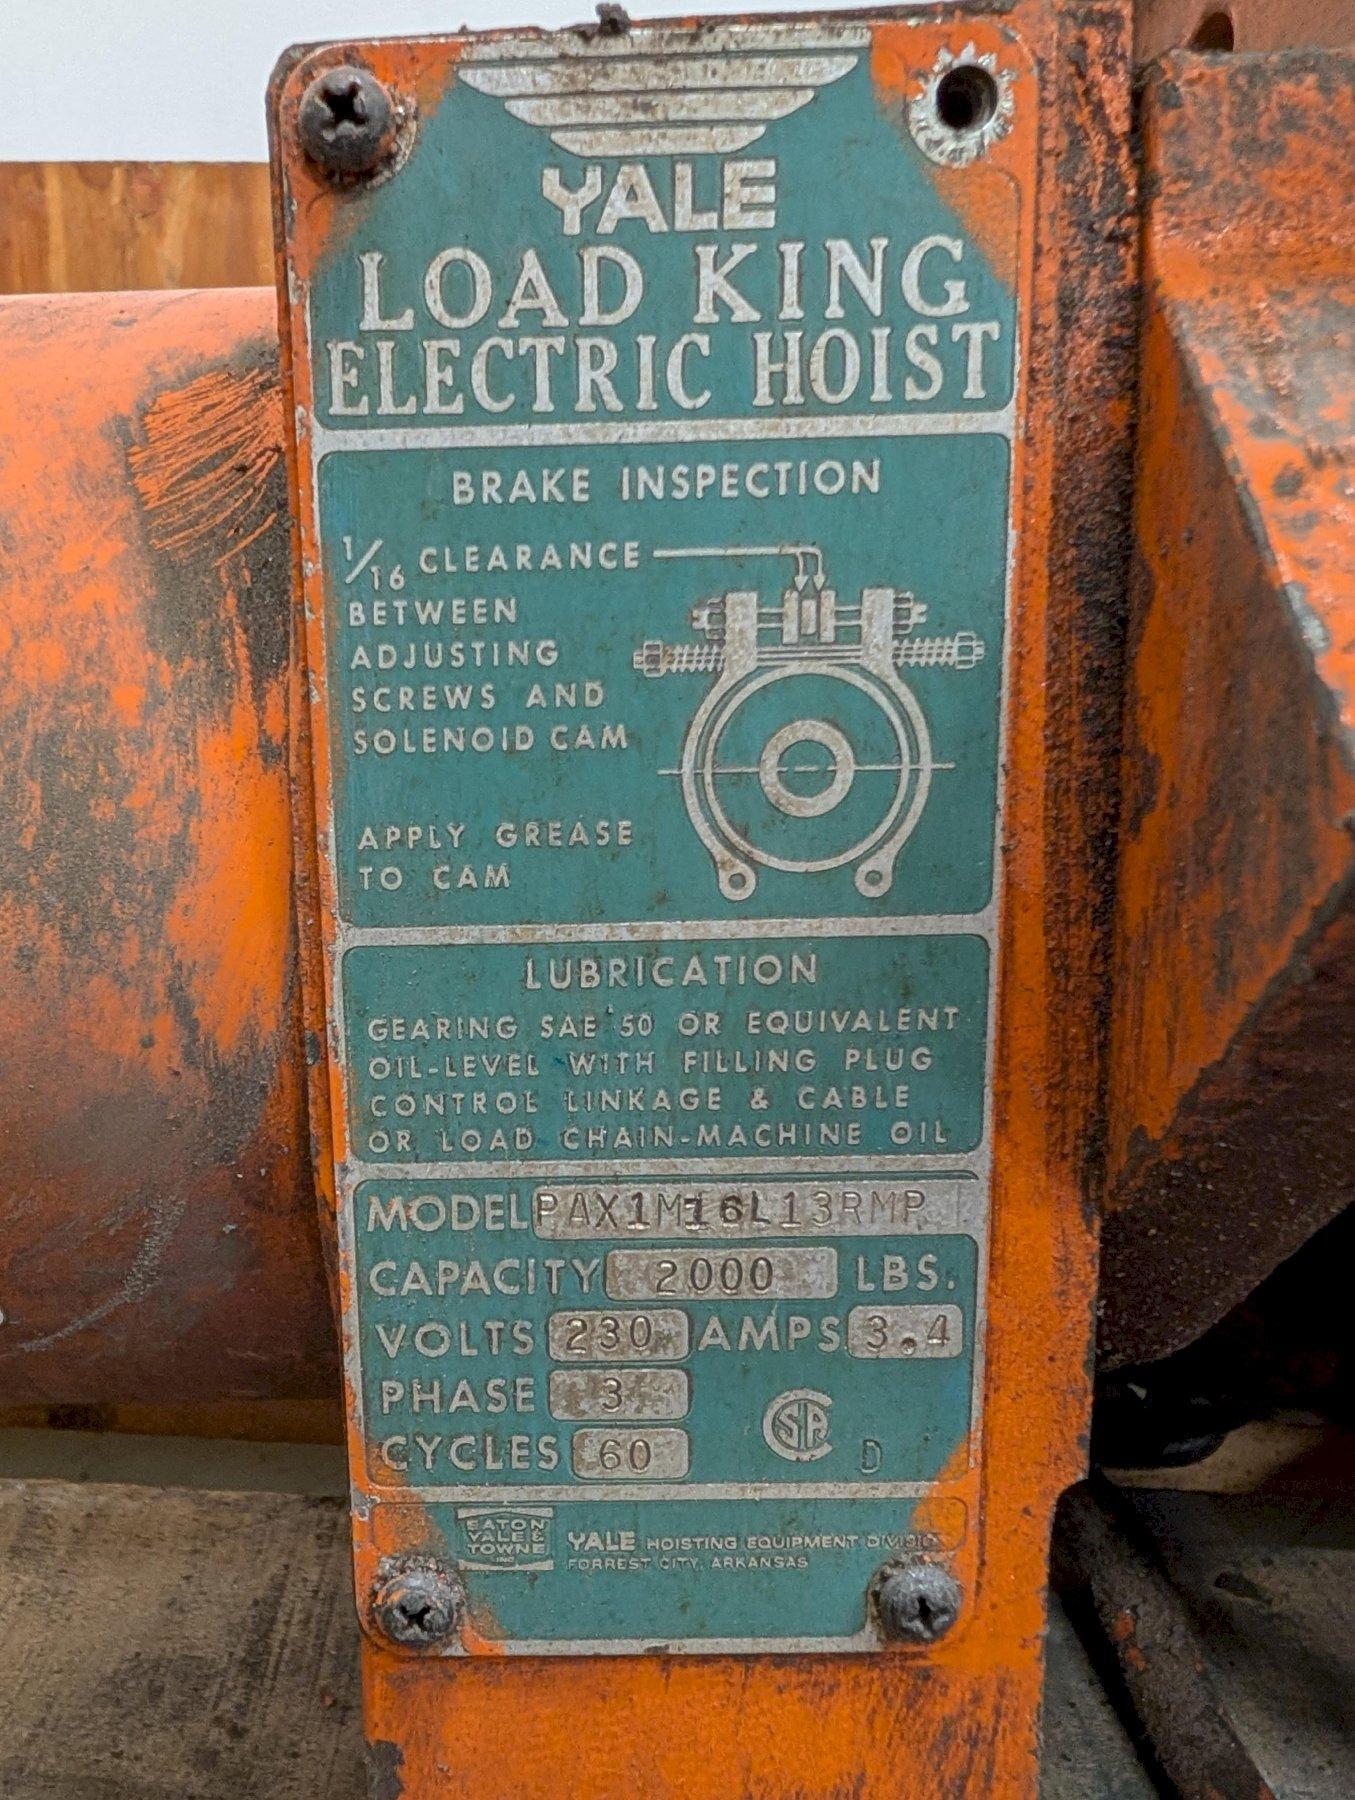 YALE
LOAD KING
ELECTRIC HOIST
BRAKE INSPECTION
1/16 CLEARANCE
BETWEEN
ADJUSTING
SCREWS AND
SOLENOID CAM
APPLY GREASE
TO CAM
LUBRICATION
GEARING SAE 50 OR EQUIVALENT
OIL-LEVEL WITH FILLING PLUG
CONTROL LINKAGE & CABLE
OR LOAD CHAIN-MACHINE OIL
MODEL PAX1M16L13RMP
CAPACITY 2000 LBS.
VOLTS 230 AMPS 3.4
PHASE 3
CYCLES 60
CSA D
EATON
YALE &
TOWNE
INC
YALE HOISTING EQUIPMENT DIVISION
FORREST CITY, ARKANSAS